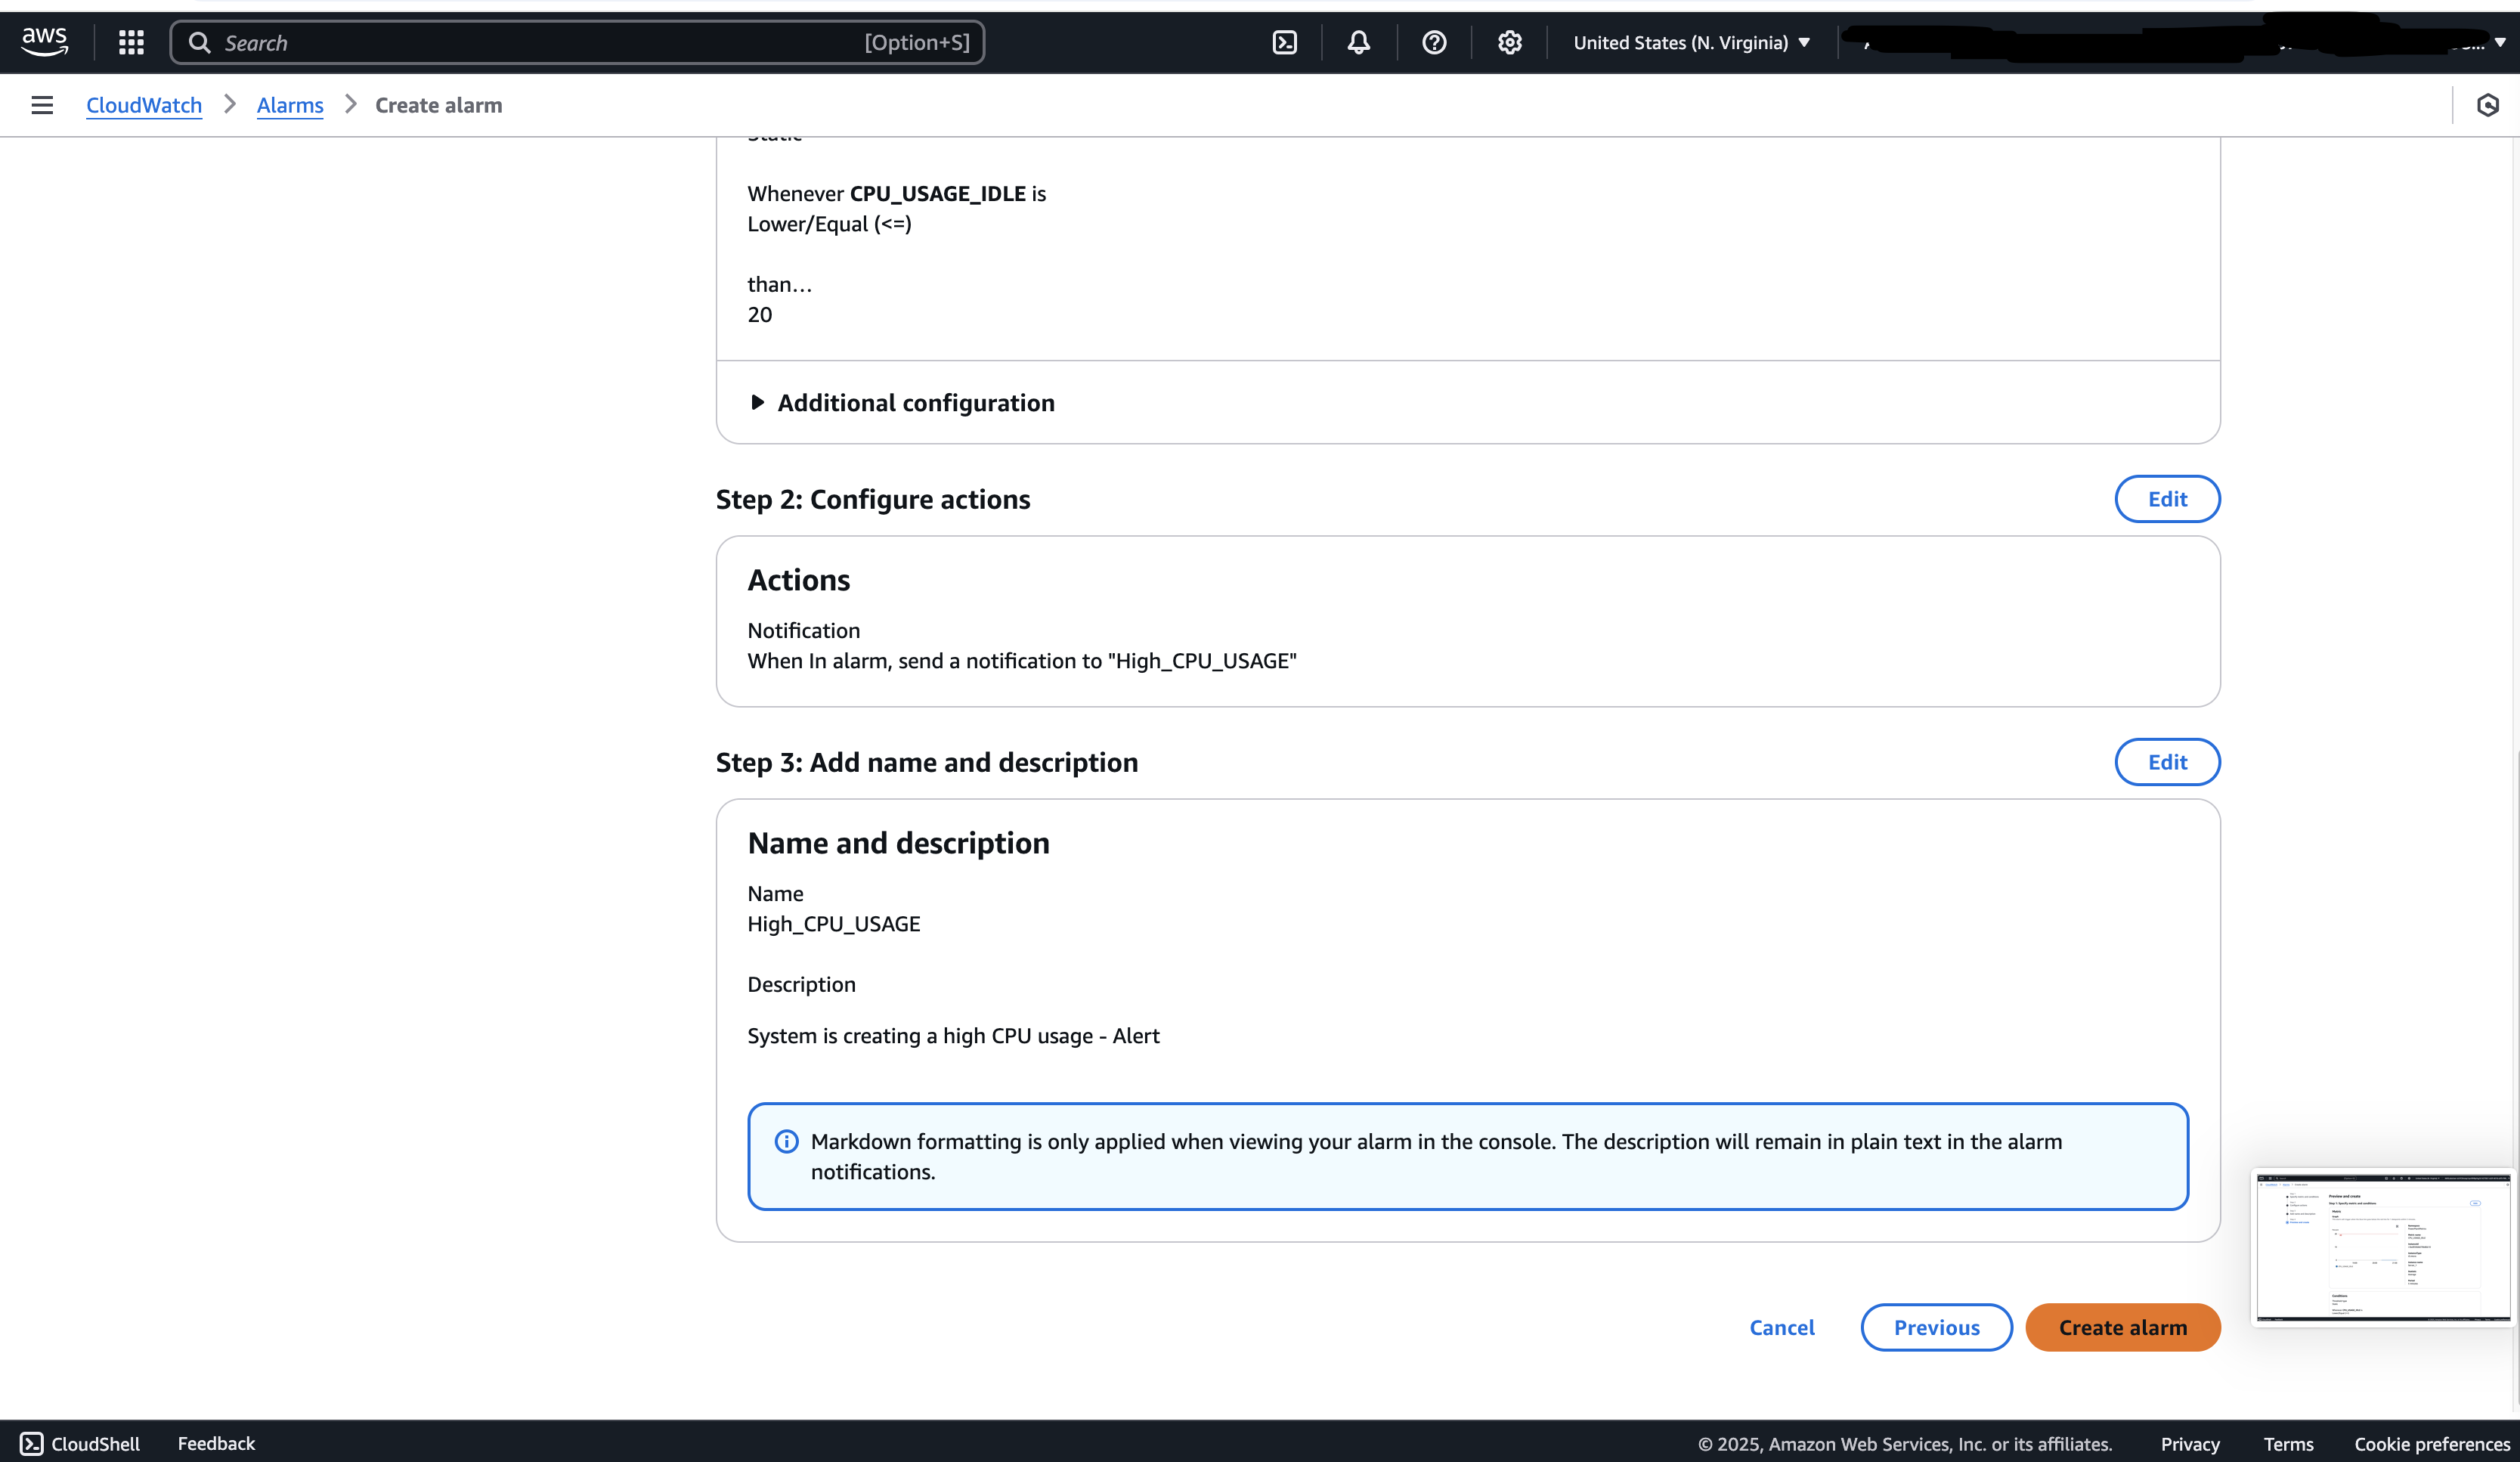 aws
Search [Option+S]
United States (N. Virginia)
CloudWatch > Alarms > Create alarm
Static
Whenever CPU_USAGE_IDLE is
Lower/Equal (<=)
than…
20
Additional configuration
Step 2: Configure actions
Edit
Actions
Notification
When In alarm, send a notification to "High_CPU_USAGE"
Step 3: Add name and description
Edit
Name and description
Name
High_CPU_USAGE
Description
System is creating a high CPU usage - Alert
Markdown formatting is only applied when viewing your alarm in the console. The description will remain in plain text in the alarm
notifications.
Cancel
Previous
Create alarm
CloudShell
Feedback
© 2025, Amazon Web Services, Inc. or its affiliates.
Privacy
Terms
Cookie preferences